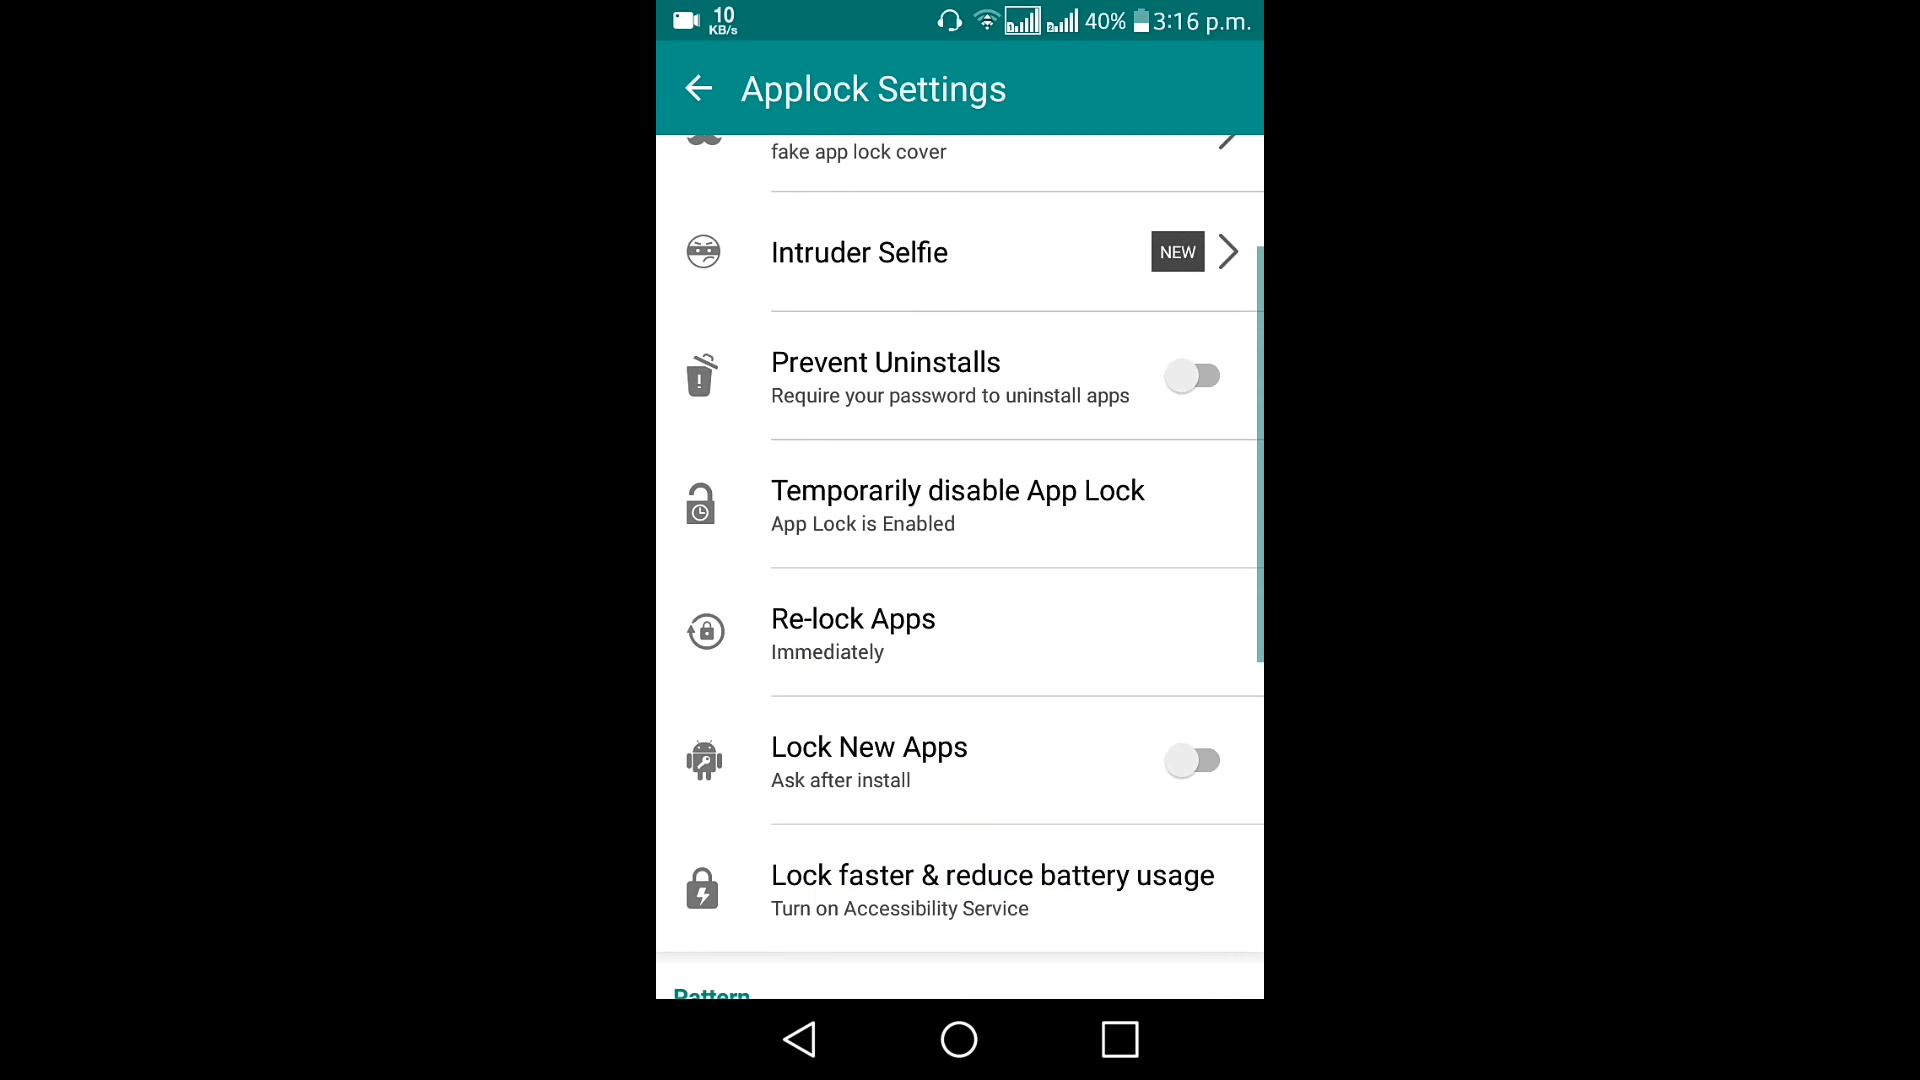 10
KB/s
40%
3:16 p.m.
Applock Settings
fake app lock cover
Intruder Selfie
NEW
Prevent Uninstalls
Require your password to uninstall apps
Temporarily disable App Lock
App Lock is Enabled
Re-lock Apps
Immediately
Lock New Apps
Ask after install
Lock faster & reduce battery usage
Turn on Accessibility Service
Pattern